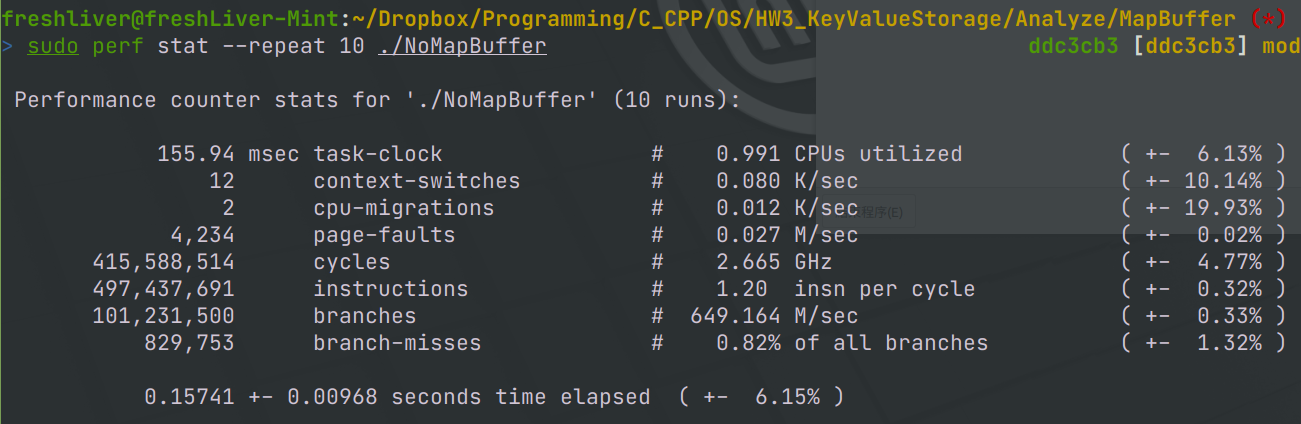 freshliver@freshLiver-Mint:~/Dropbox/Programming/C_CPP/OS/HW3_KeyValueStorage/Analyze/MapBuffer (*)
> sudo perf stat --repeat 10 ./NoMapBuffer ddc3cb3 [ddc3cb3] mod
Performance counter stats for './NoMapBuffer' (10 runs):
155.94 msec task-clock # 0.991 CPUs utilized ( +- 6.13% )
12 context-switches # 0.080 K/sec ( +- 10.14% )
2 cpu-migrations # 0.012 K/sec ( +- 19.93% )
4,234 page-faults # 0.027 M/sec ( +- 0.02% )
415,588,514 cycles # 2.665 GHz ( +- 4.77% )
497,437,691 instructions # 1.20 insn per cycle ( +- 0.32% )
101,231,500 branches # 649.164 M/sec ( +- 0.33% )
829,753 branch-misses # 0.82% of all branches ( +- 1.32% )
0.15741 +- 0.00968 seconds time elapsed ( +- 6.15% )